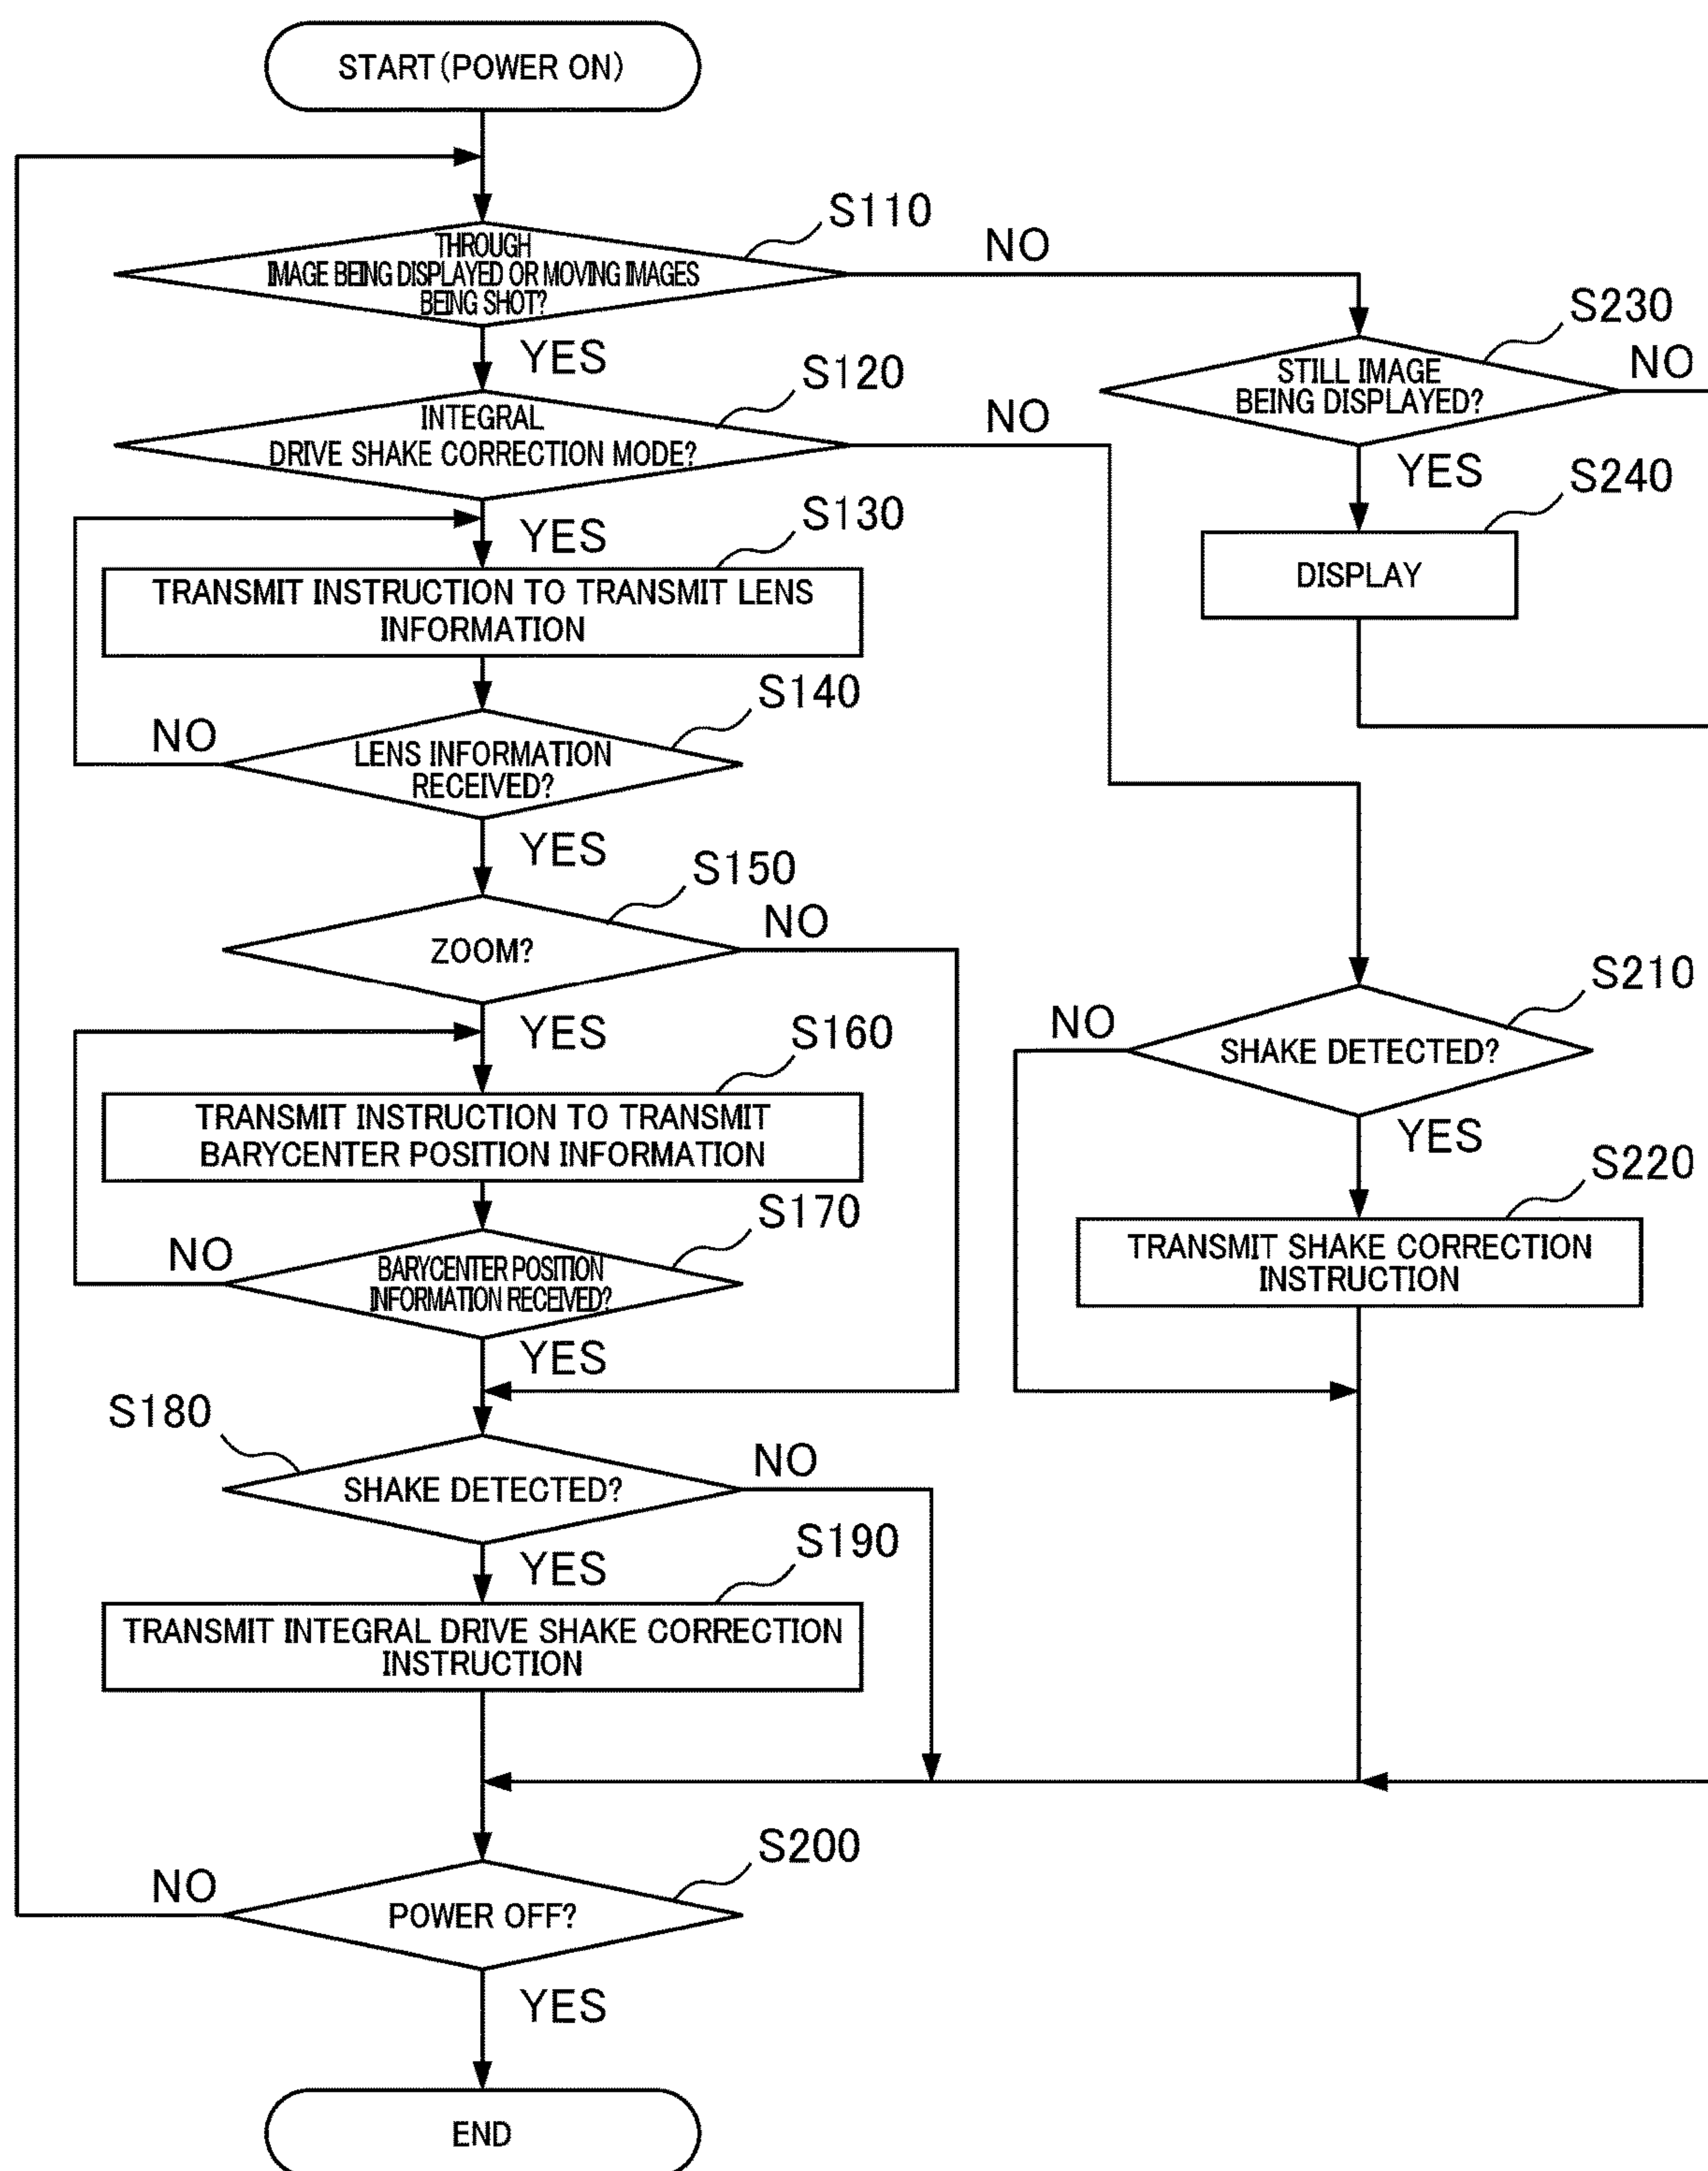 START(POWER ON)
S110
THROUGH
IMAGE BEING DISPLAYED OR MOVING IMAGES
BEING SHOT?
NO
YES
S230
STILL IMAGE
BEING DISPLAYED?
NO
YES
S120
INTEGRAL
DRIVE SHAKE CORRECTION MODE?
NO
YES
S240
DISPLAY
S130
TRANSMIT INSTRUCTION TO TRANSMIT LENS
INFORMATION
S140
LENS INFORMATION
RECEIVED?
NO
YES
S150
ZOOM?
NO
YES
S160
TRANSMIT INSTRUCTION TO TRANSMIT
BARYCENTER POSITION INFORMATION
S170
BARYCENTER POSITION
INFORMATION RECEIVED?
NO
YES
S210
SHAKE DETECTED?
NO
YES
S220
TRANSMIT SHAKE CORRECTION
INSTRUCTION
S180
SHAKE DETECTED?
NO
YES
S190
TRANSMIT INTEGRAL DRIVE SHAKE CORRECTION
INSTRUCTION
S200
POWER OFF?
NO
YES
END